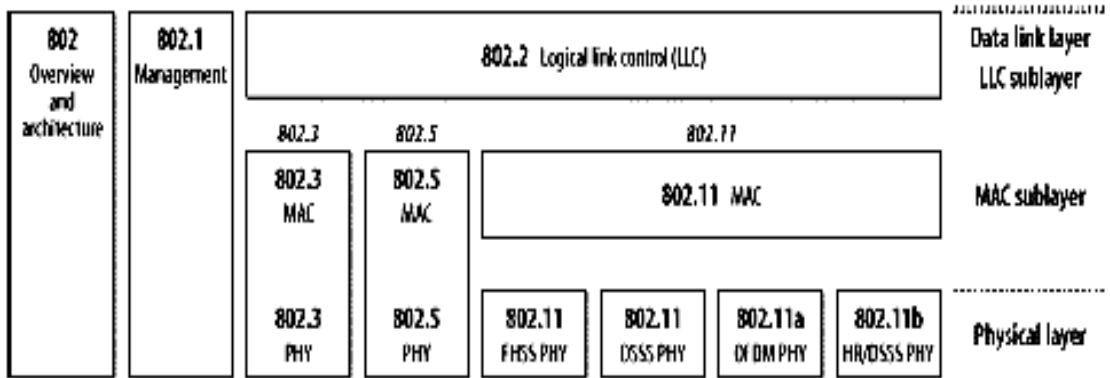 802
Overview
and
architecture
802.1
Management
802.2 Logical link control (LLC)
Data link layer
LLC sublayer
802.3
802.5
802.11
802.3
MAC
802.5
MAC
802.11 MAC
MAC sublayer
802.3
PHY
802.5
PHY
802.11
FHSS PHY
802.11
DSSS PHY
802.11a
OFDM PHY
802.11b
HR/DSSS PHY
Physical layer